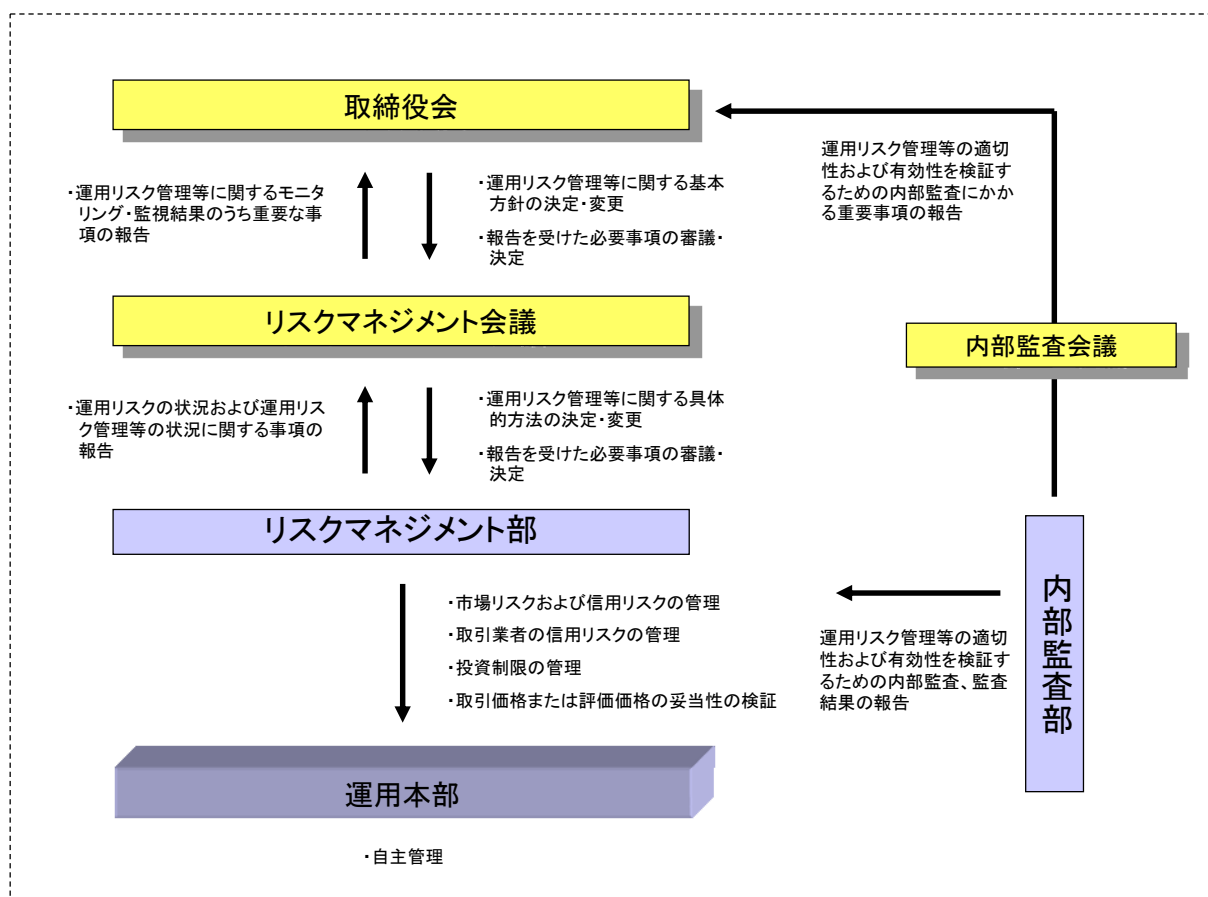 取締役会
・運用リスク管理等に関するモニタ
リング・監視結果のうち重要な事
項の報告
・運用リスク管理等に関する基本
方針の決定・変更
・報告を受けた必要事項の審議・
決定
運用リスク管理等の適切
性および有効性を検証す
るための内部監査にかか
る重要事項の報告
リスクマネジメント会議
内部監査会議
・運用リスクの状況および運用リス
ク管理等の状況に関する事項の
報告
・運用リスク管理等に関する具体
的方法の決定・変更
・報告を受けた必要事項の審議・
決定
リスクマネジメント部
・市場リスクおよび信用リスクの管理
・取引業者の信用リスクの管理
・投資制限の管理
・取引価格または評価価格の妥当性の検証
運用リスク管理等の適切
性および有効性を検証す
るための内部監査、監査
結果の報告
内部監査部
運用本部
・自主管理